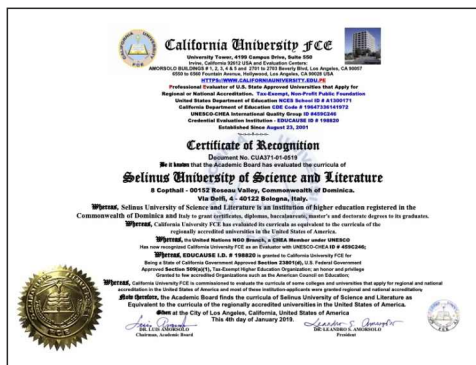 California University FCE
University Tower, 4199 Campus Drive, Suite 550
Irvine, California 92612 USA and Evaluation Centers:
AMORSOLO BUILDINGS # 1, 2, 3, 4 & 5 and 2701 to 2703 Beverly Blvd, Los Angeles, CA 90057
6550 to 6360 Fountain Avenue, Hollywood, Los Angeles, CA 90028 USA
HTTPS://WWW.CALIFORNIAUNIVERSITY.EDU.PE
Professional Evaluator of U.S. State Approved Universities that Apply for
Regional or National Accreditation. Tax-Exempt, Non-Profit Public Foundation
United States Department of Education NCES School ID # A1300171
California Department of Education CDE Code # 19647336141972
UNESCO-CHEA International Quality Group ID #459C246
Credential Evaluation Institution - EDUCAUSE ID # 198820
Established Since August 23, 2001
Certificate of Recognition
Document No. CUA371-01-0519
Be it known that the Academic Board has evaluated the curricula of
Selinus University of Science and Literature
8 Copthall - 00152 Roseau Valley, Commonwealth of Dominica.
Via Delfi, 4 - 40122 Bologna, Italy.
Whereas, Selinus University of Science and Literature is an institution of higher education registered in the
Commonwealth of Dominica and Italy to grant certificates, diplomas, baccalaureate, master's and doctorate degrees to its graduates.
Whereas, California University FCE has evaluated its curricula as equivalent to the curricula of the
regionally accredited universities in the United States of America.
Whereas, the United Nations NGO Branch, a CHEA Member under UNESCO
Has now recognized California University FCE as an Evaluator with UNESCO-CHEA ID # 459C246;
Whereas, EDUCAUSE I.D. # 198820 is granted to California University FCE for
Being a State of California Government Approved Section 23801(d), U.S. Federal Government
Approved Section 509(a)(1), Tax-Exempt Higher Education Organization; an honor and privilege
Granted to few accredited Organizations such as the American Council on Education;
Whereas, California University FCE is commissioned to evaluate the curricula of some colleges and universities that apply for regional and national
accreditation in the United States of America and most of these institution-applicants were granted regional and national accreditations
Now therefore, the Academic Board finds the curricula of Selinus University of Science and Literature as
Equivalent to the curricula of the regionally accredited universities in the United States of America.
Given at the City of Los Angeles, California, United States of America
This 4th day of January 2019.
DR. LUIS AMORSOLO
Chairman, Academic Board
DR. LEANDRO S. AMORSOLO
President